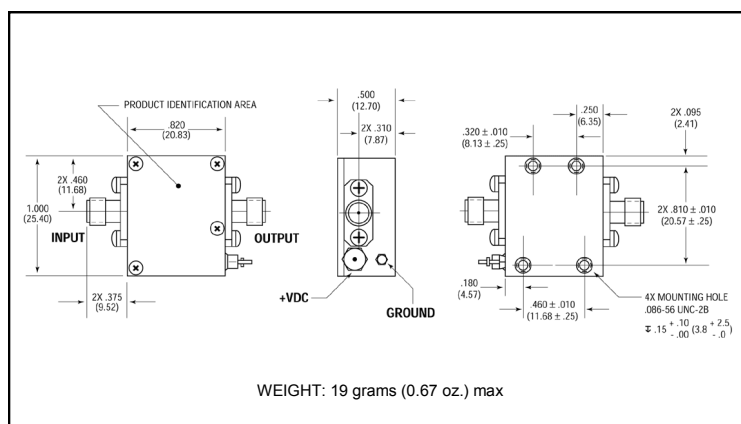 PRODUCT IDENTIFICATION AREA
.820
(20.83)
2X .460
(11.68)
1.000
(25.40)
INPUT
OUTPUT
2X .375
(9.52)
.500
(12.70)
2X .310
(7.87)
+VDC
GROUND
.250
(6.35)
.320 ± .010
(8.13 ± .25)
2X .095
(2.41)
2X .810 ± .010
(20.57 ± .25)
.180
(4.57)
.460 ± .010
(11.68 ± .25)
4X MOUNTING HOLE
.086-56 UNC-2B
↧ .15 + .10 - .00 (3.8 + 2.5 - .0)
WEIGHT: 19 grams (0.67 oz.) max